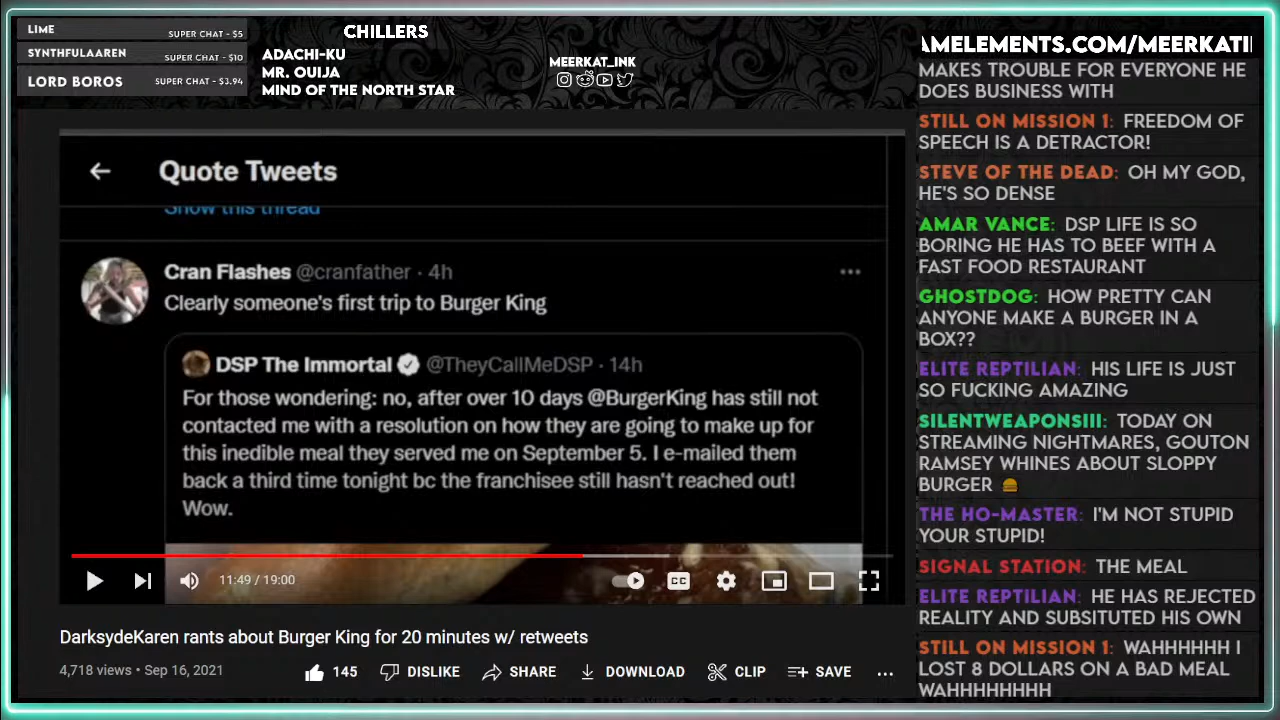 LIME
SUPER CHAT - $5
SYNTHFULAAREN
SUPER CHAT - $10
LORD BOROS
SUPER CHAT - $3.94
CHILLERS
ADACHI-KU
MR. OUIJA
MIND OF THE NORTH STAR
MEERKAT_INK
AMELEMENTS.COM/MEERKATI
MAKES TROUBLE FOR EVERYONE HE
DOES BUSINESS WITH
STILL ON MISSION 1: FREEDOM OF
SPEECH IS A DETRACTOR!
STEVE OF THE DEAD: OH MY GOD,
HE'S SO DENSE
AMAR VANCE: DSP LIFE IS SO
BORING HE HAS TO BEEF WITH A
FAST FOOD RESTAURANT
GHOSTDOG: HOW PRETTY CAN
ANYONE MAKE A BURGER IN A
BOX??
ELITE REPTILIAN: HIS LIFE IS JUST
SO FUCKING AMAZING
SILENTWEAPONSIII: TODAY ON
STREAMING NIGHTMARES, GOUTON
RAMSEY WHINES ABOUT SLOPPY
BURGER 🍔
THE HO-MASTER: I'M NOT STUPID
YOUR STUPID!
SIGNAL STATION: THE MEAL
ELITE REPTILIAN: HE HAS REJECTED
REALITY AND SUBSITUTED HIS OWN
STILL ON MISSION 1: WAHHHHHH I
LOST 8 DOLLARS ON A BAD MEAL
WAHHHHHHHH
Quote Tweets
Show this thread
Cran Flashes @cranfather · 4h
Clearly someone's first trip to Burger King
DSP The Immortal @TheyCallMeDSP · 14h
For those wondering: no, after over 10 days @BurgerKing has still not
contacted me with a resolution on how they are going to make up for
this inedible meal they served me on September 5. I e-mailed them
back a third time tonight bc the franchisee still hasn't reached out!
Wow.
11:49 / 19:00
CC
DarksydeKaren rants about Burger King for 20 minutes w/ retweets
4,718 views • Sep 16, 2021
145
DISLIKE
SHARE
DOWNLOAD
CLIP
SAVE